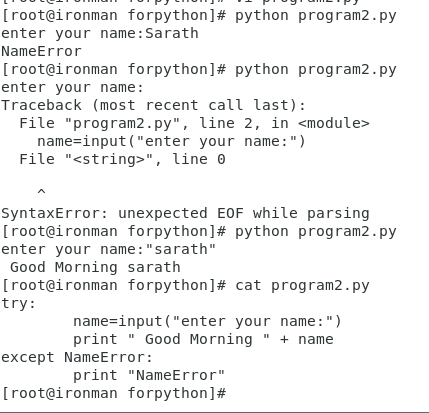 [root@ironman forpython]# vi program2.py
[root@ironman forpython]# python program2.py
enter your name:Sarath
NameError
[root@ironman forpython]# python program2.py
enter your name:
Traceback (most recent call last):
  File "program2.py", line 2, in <module>
    name=input("enter your name:")
  File "<string>", line 0

    ^
SyntaxError: unexpected EOF while parsing
[root@ironman forpython]# python program2.py
enter your name:"sarath"
 Good Morning sarath
[root@ironman forpython]# cat program2.py
try:
        name=input("enter your name:")
        print " Good Morning " + name
except NameError:
        print "NameError"
[root@ironman forpython]#